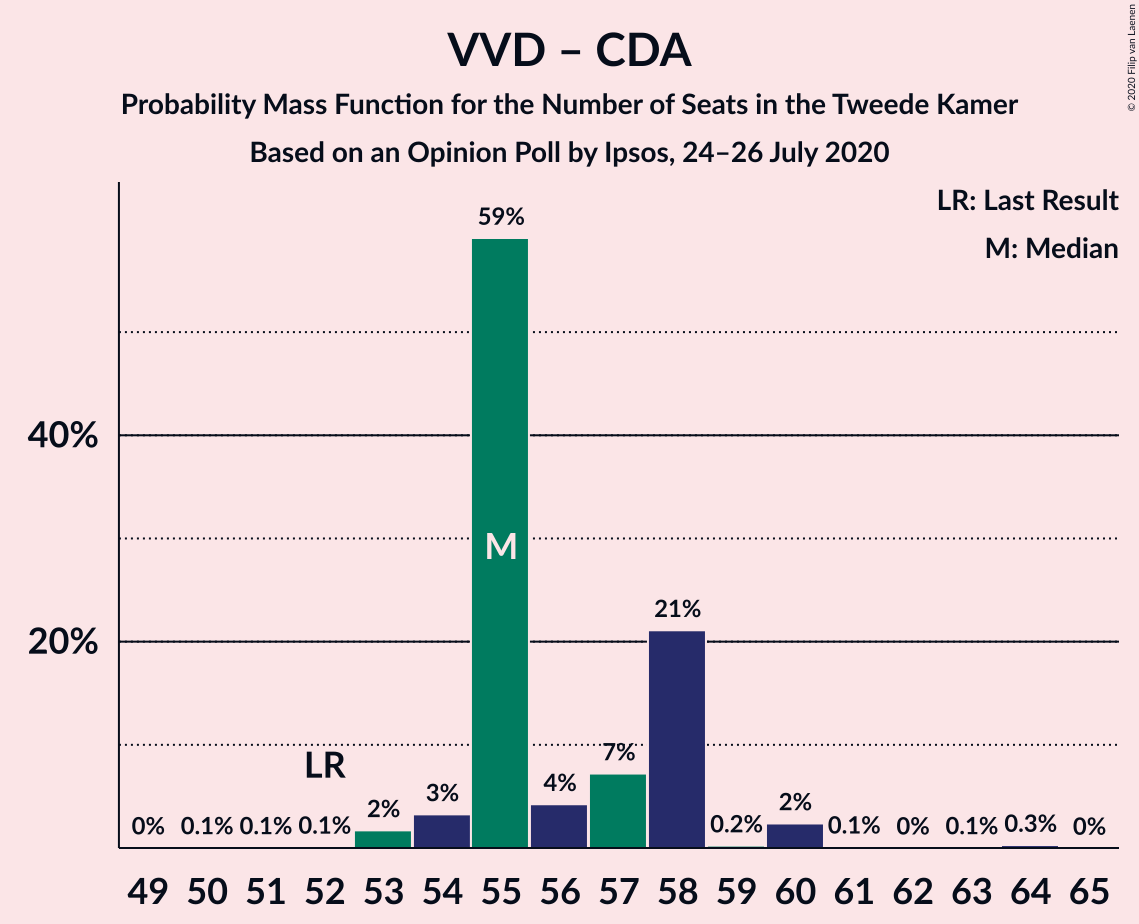 © 2020 Filip van Laenen
VVD – CDA
Probability Mass Function for the Number of Seats in the Tweede Kamer
Based on an Opinion Poll by Ipsos, 24–26 July 2020
LR: Last Result
M: Median
59%
40%
M
21%
20%
LR
7%
4%
3%
2%
2%
0% 0.1% 0.1% 0.1% 0.2% 0.1% 0% 0.1% 0.3% 0%
49 50 51 52 53 54 55 56 57 58 59 60 61 62 63 64 65